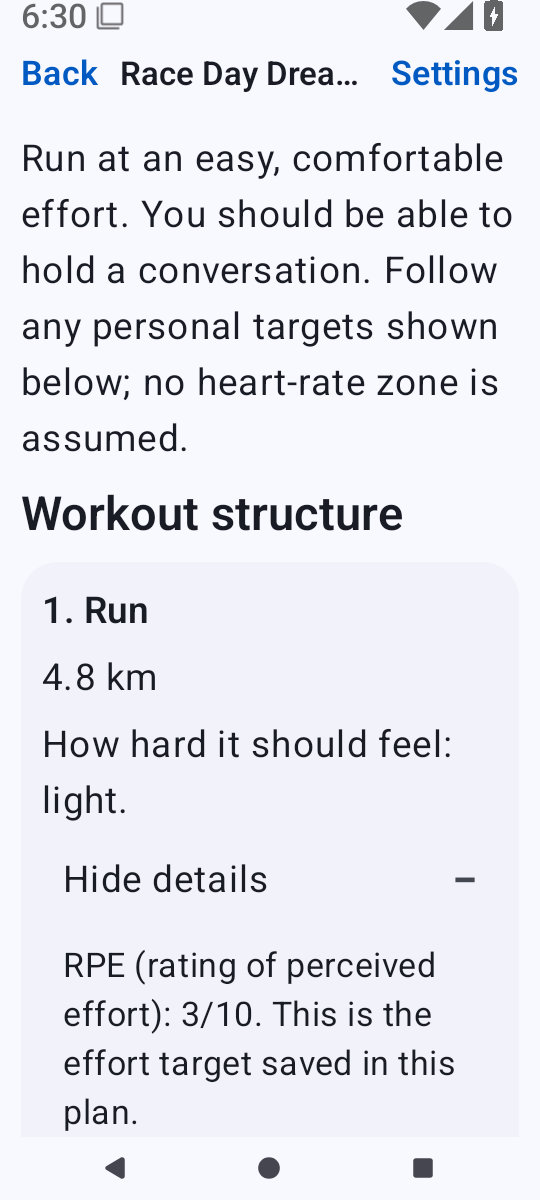 6:30
Back Race Day Drea... Settings
Run at an easy, comfortable
effort. You should be able to
hold a conversation. Follow
any personal targets shown
below; no heart-rate zone is
assumed.
Workout structure
1. Run
4.8 km
How hard it should feel:
light.
Hide details −
RPE (rating of perceived
effort): 3/10. This is the
effort target saved in this
plan.